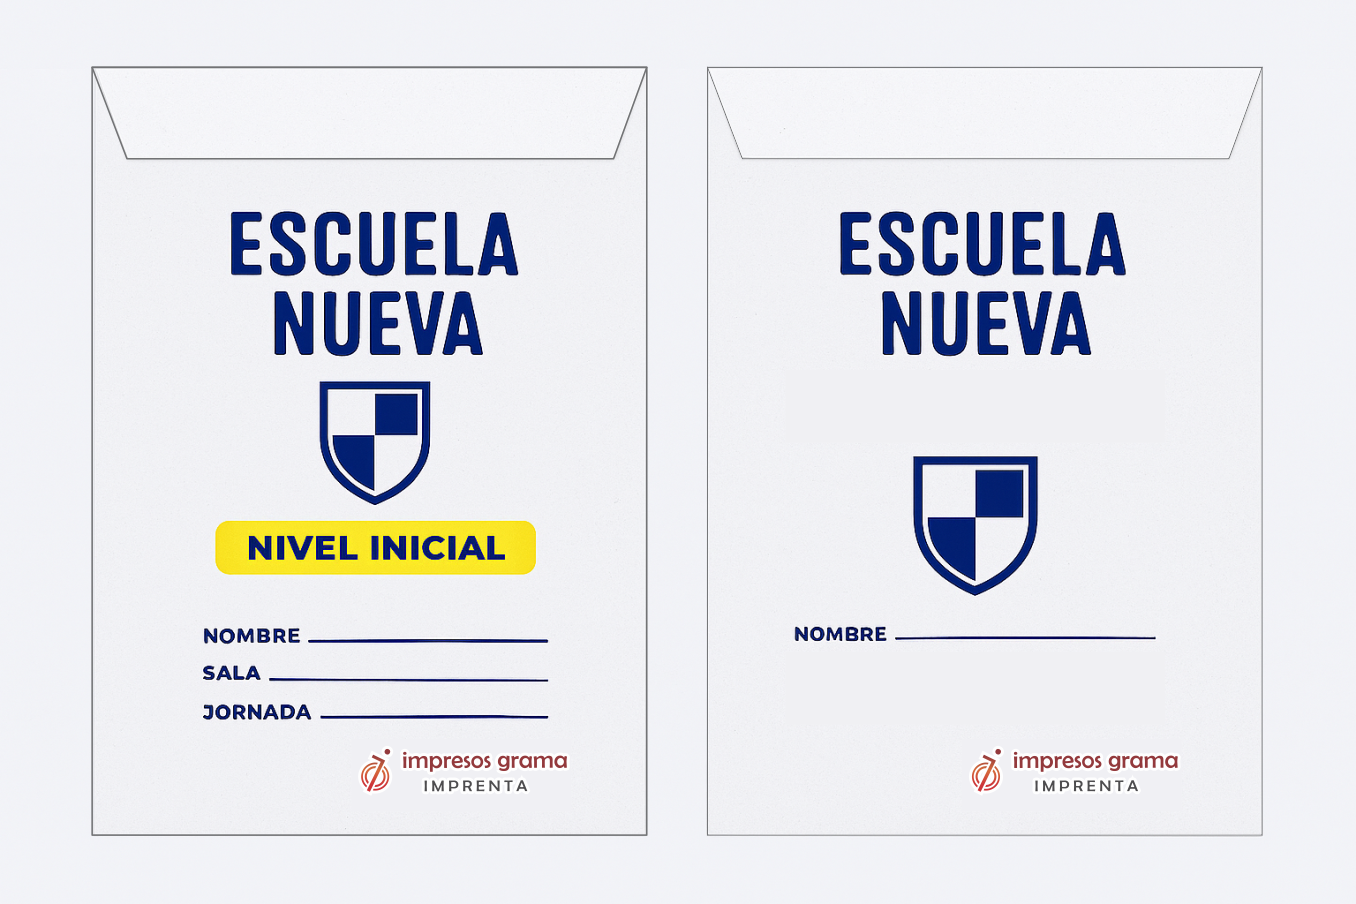 ESCUELA
NUEVA
NIVEL INICIAL
NOMBRE
SALA
JORNADA
impresos grama
IMPRENTA
ESCUELA
NUEVA
NOMBRE
impresos grama
IMPRENTA